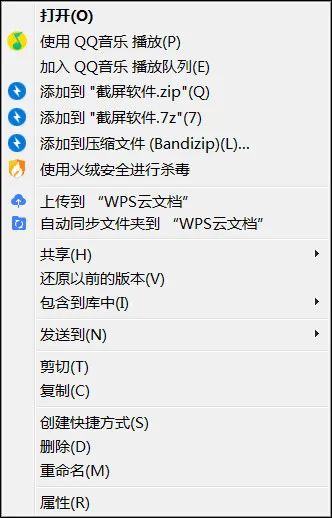 打开(O)
使用 QQ音乐 播放(P)
加入 QQ音乐 播放队列(E)
添加到 "截屏软件.zip"(Q)
添加到 "截屏软件.7z"(7)
添加到压缩文件 (Bandizip)(L)...
使用火绒安全进行杀毒
上传到 “WPS云文档”
自动同步文件夹到 “WPS云文档”
共享(H)
还原以前的版本(V)
包含到库中(I)
发送到(N)
剪切(T)
复制(C)
创建快捷方式(S)
删除(D)
重命名(M)
属性(R)